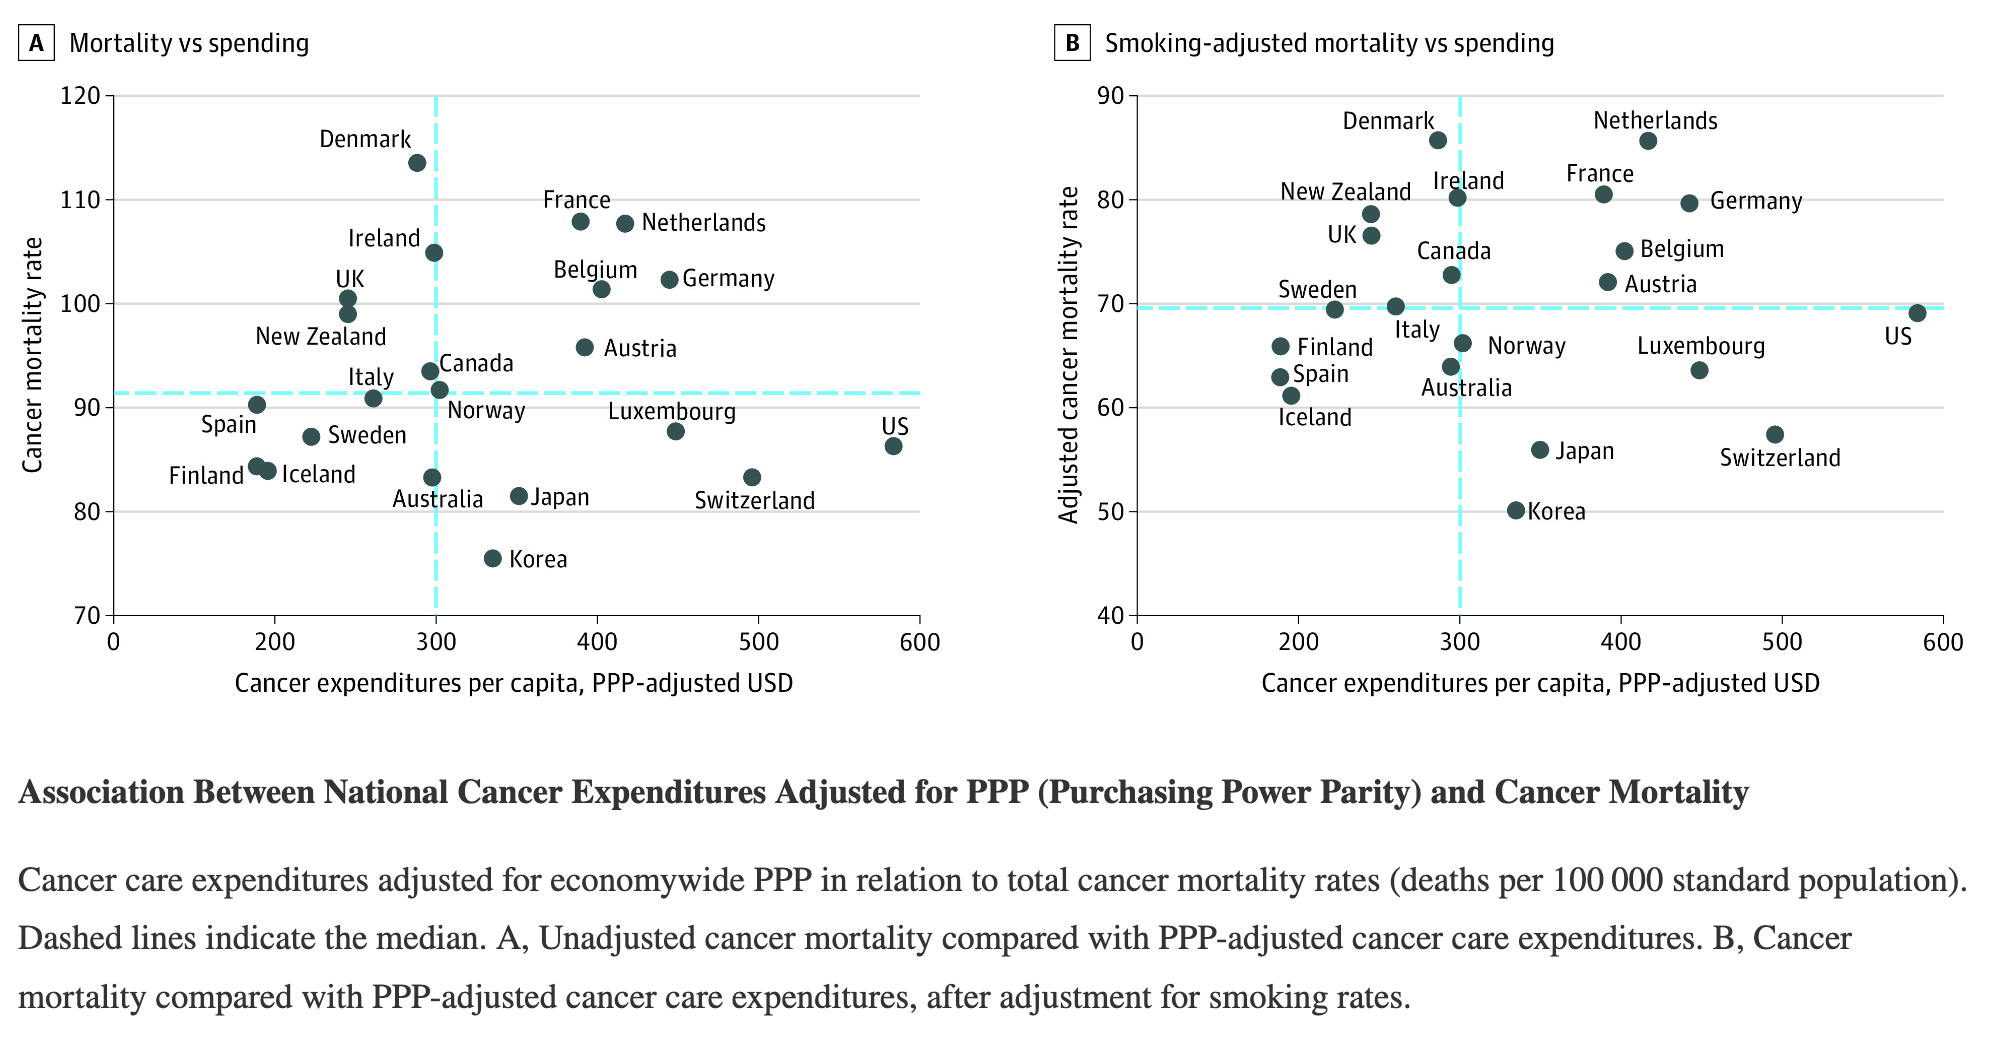 A Mortality vs spending
120
110
100
90
80
70
Cancer mortality rate
Denmark
France
Netherlands
Ireland
Belgium
Germany
UK
New Zealand
Austria
Canada
Italy
Norway
Spain
Luxembourg
US
Sweden
Finland
Iceland
Australia
Japan
Switzerland
Korea
0
200
300
400
500
600
Cancer expenditures per capita, PPP-adjusted USD
B Smoking-adjusted mortality vs spending
90
80
70
60
50
40
Adjusted cancer mortality rate
Denmark
Netherlands
Ireland
France
New Zealand
Germany
UK
Canada
Belgium
Sweden
Austria
Italy
US
Finland
Norway
Luxembourg
Spain
Australia
Iceland
Japan
Switzerland
Korea
0
200
300
400
500
600
Cancer expenditures per capita, PPP-adjusted USD
Association Between National Cancer Expenditures Adjusted for PPP (Purchasing Power Parity) and Cancer Mortality
Cancer care expenditures adjusted for economywide PPP in relation to total cancer mortality rates (deaths per 100 000 standard population).
Dashed lines indicate the median. A, Unadjusted cancer mortality compared with PPP-adjusted cancer care expenditures. B, Cancer
mortality compared with PPP-adjusted cancer care expenditures, after adjustment for smoking rates.